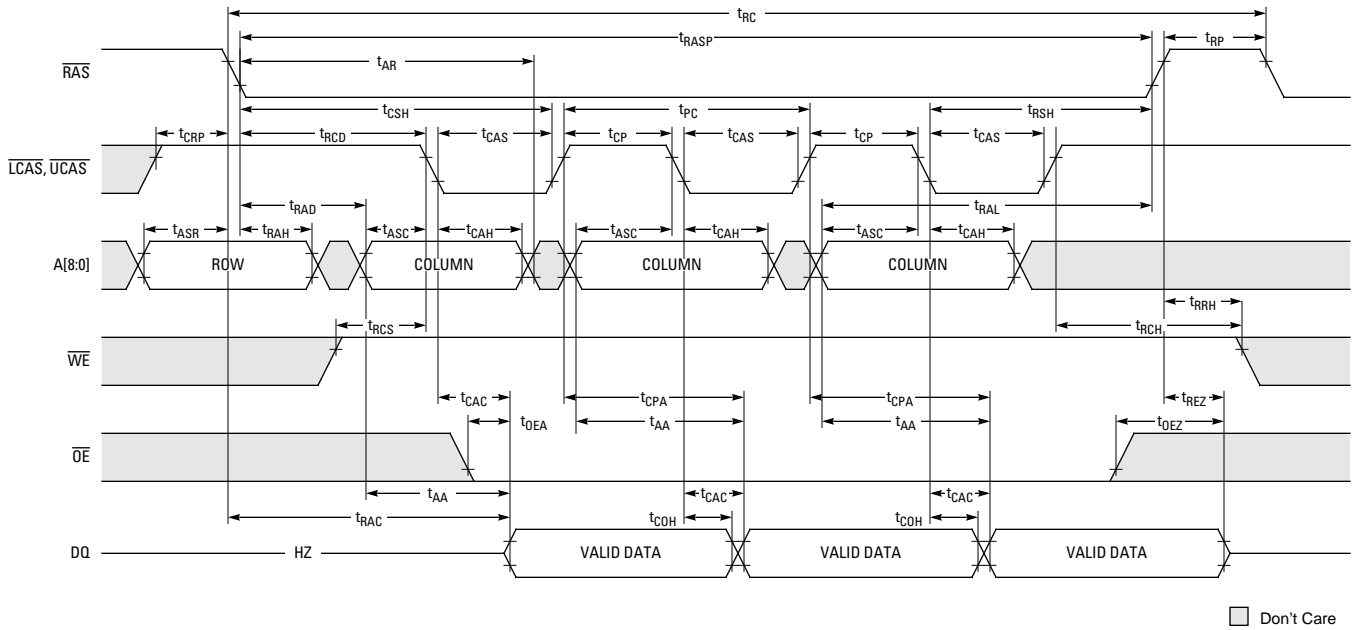 tRC
tRASP
tRP
RAS
tAR
tCSH
tPC
tRSH
tCRP
tRCD
tCAS
tCP
tCAS
tCP
tCAS
LCAS, UCAS
tRAD
tRAL
tASR
tRAH
tASC
tCAH
tASC
tCAH
tASC
tCAH
A[8:0]
ROW
COLUMN
COLUMN
COLUMN
tRRH
tRCS
tRCH
WE
tCAC
tCPA
tCPA
tREZ
tOEA
tAA
tAA
tOEZ
OE
tAA
tCAC
tCAC
tRAC
tCOH
tCOH
DQ
HZ
VALID DATA
VALID DATA
VALID DATA
Don't Care